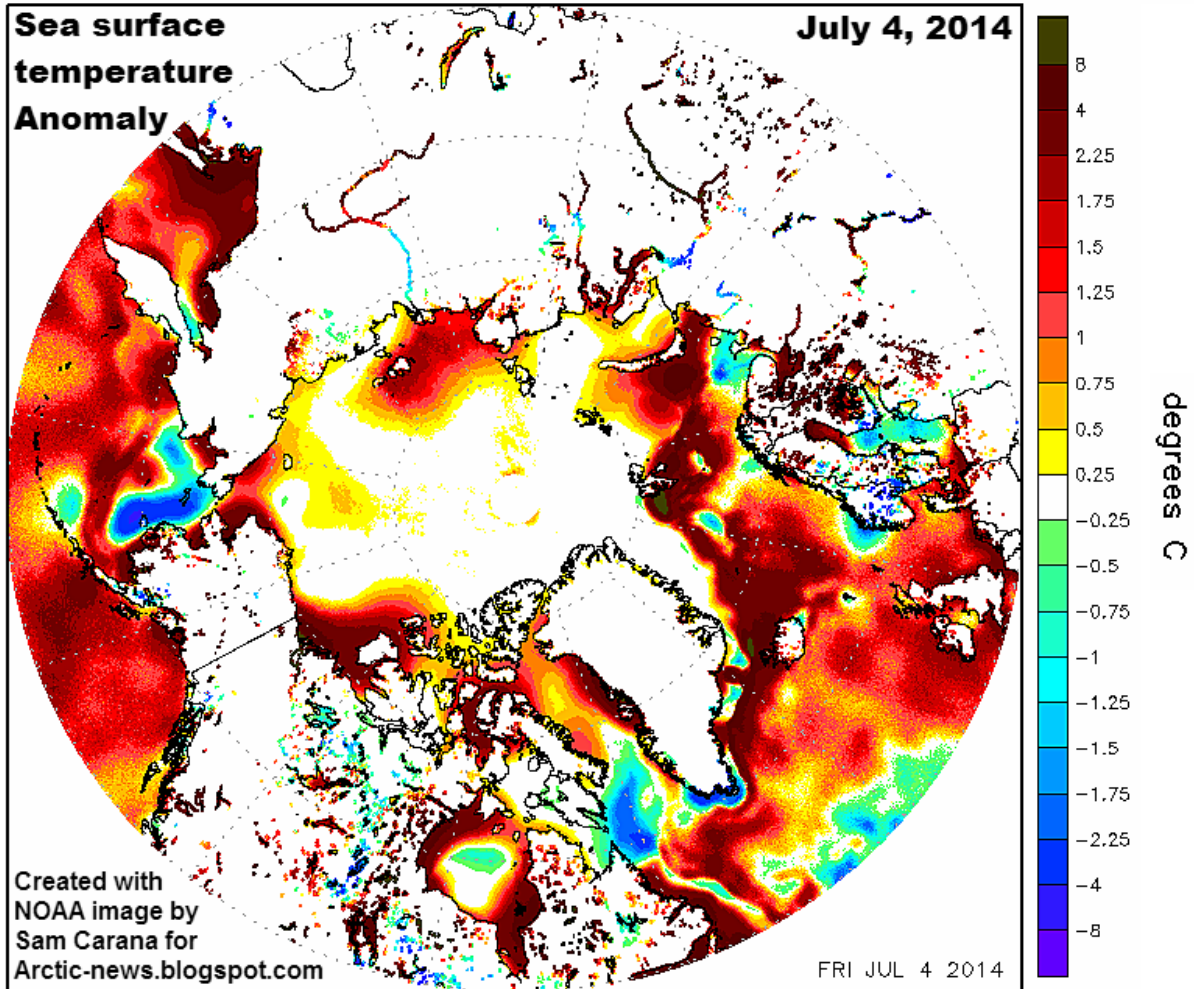 Sea surface
temperature
Anomaly
July 4, 2014
8
4
2.25
1.75
1.5
1.25
1
0.75
0.5
0.25
−0.25
−0.5
−0.75
−1
−1.25
−1.5
−1.75
−2.25
−4
−8
degrees C
Created with
NOAA image by
Sam Carana for
Arctic-news.blogspot.com
FRI JUL 4 2014